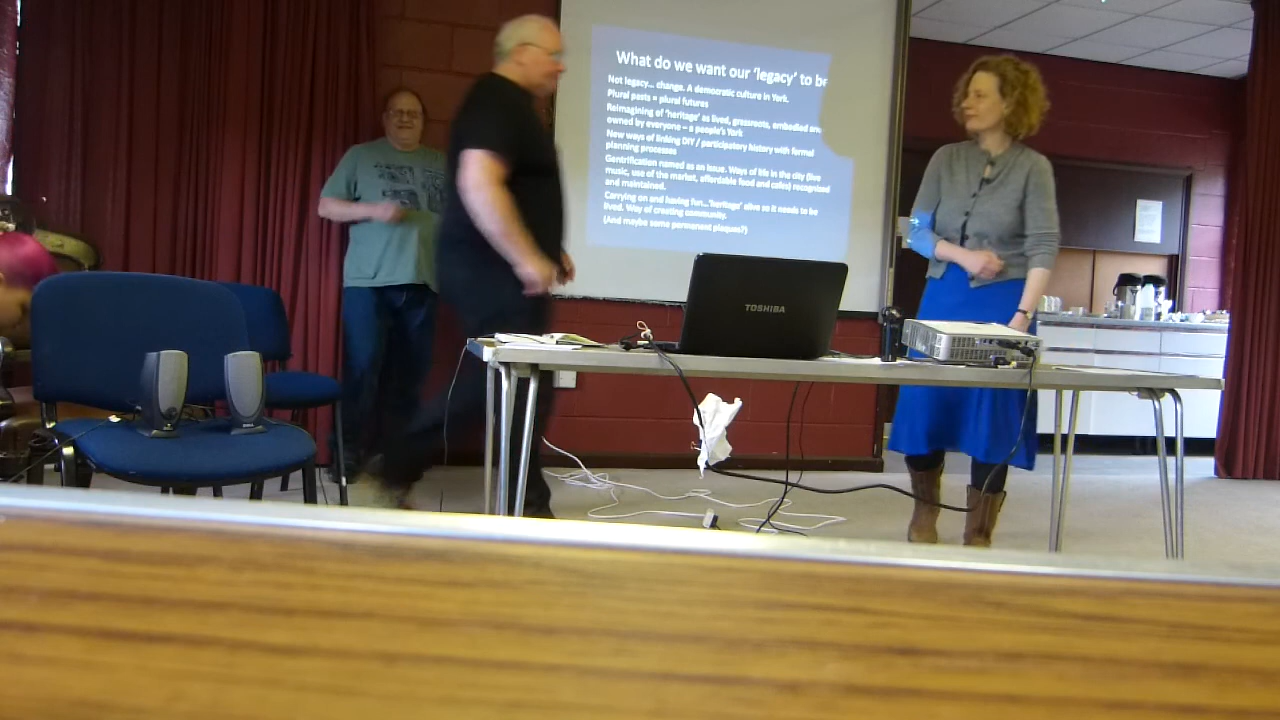 What do we want our 'legacy' to be
Not legacy... change. A democratic culture in York.
Plural pasts = plural futures
Reimagining of 'heritage' as lived, grassroots, embodied and
owned by everyone – a people's York
New ways of linking DIY / participatory history with formal
planning processes
Gentrification named as an issue. Ways of life in the city (live
music, use of the market, affordable food and cafes) recognised
and maintained.
Carrying on and having fun...'heritage' alive so it needs to be
lived. Way of creating community.
(And maybe some permanent plaques?)
TOSHIBA